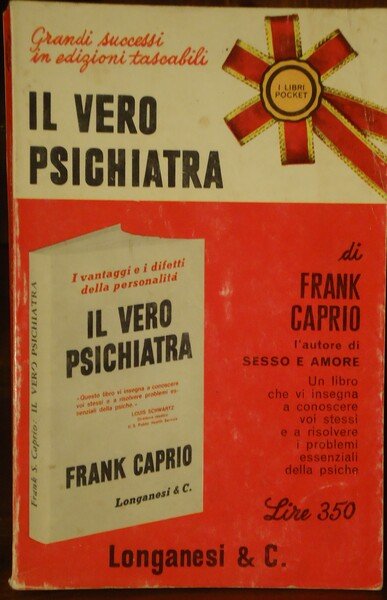 Grandi successi
in edizioni tascabili
I LIBRI
POCKET
IL VERO
PSICHIATRA
I vantaggi e i difetti
della personalità
IL VERO
PSICHIATRA
«Questo libro vi insegna a conoscere
voi stessi e a risolvere problemi es-
senziali della psiche.»
LOUIS SCHWARTZ
FRANK CAPRIO
Longanesi & C.
Frank S. Caprio: IL VERO PSICHIATRA
di
FRANK
CAPRIO
l'autore di
SESSO E AMORE
Un libro
che vi insegna
a conoscere
voi stessi
e a risolvere
i problemi
essenziali
della psiche
Lire 350
Longanesi & C.